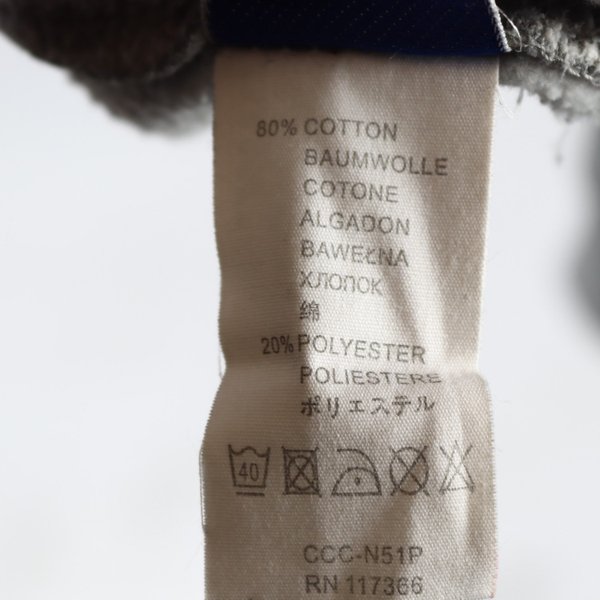 80% COTTON
BAUMWOLLE
COTONE
ALGADON
BAWEŁNA
ХЛОПОК
绵
20% POLYESTER
POLIESTERE
ポリエステル
40
CCC-N51P
RN 117366